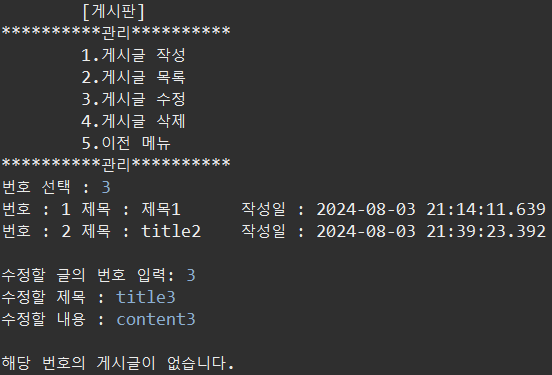 [게시판]
**********관리**********
1.게시글 작성
2.게시글 목록
3.게시글 수정
4.게시글 삭제
5.이전 메뉴
**********관리**********
번호 선택 : 3
번호 : 1 제목 : 제목1 작성일 : 2024-08-03 21:14:11.639
번호 : 2 제목 : title2 작성일 : 2024-08-03 21:39:23.392
수정할 글의 번호 입력: 3
수정할 제목 : title3
수정할 내용 : content3
해당 번호의 게시글이 없습니다.